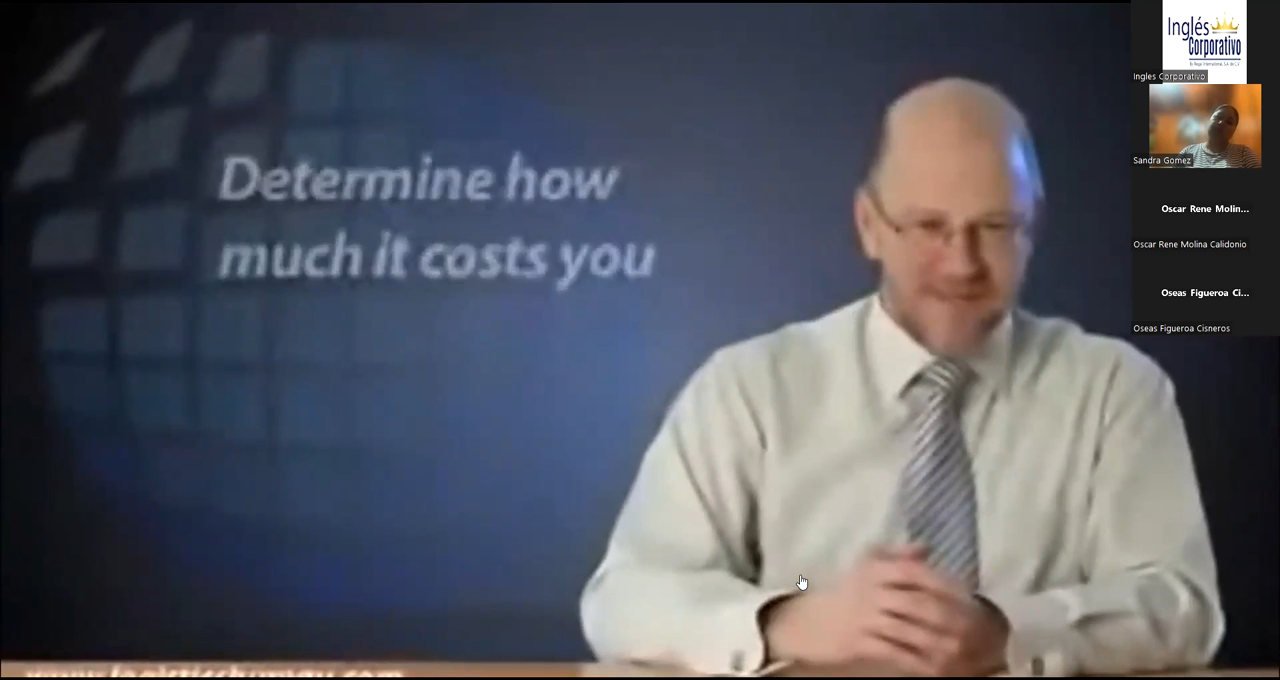 Determine how
much it costs you
Inglés
Corporativo
Ingles Corporativo
Sandra Gomez
Oscar Rene Molin...
Oscar Rene Molina Calidonio
Oseas Figueroa Ci...
Oseas Figueroa Cisneros